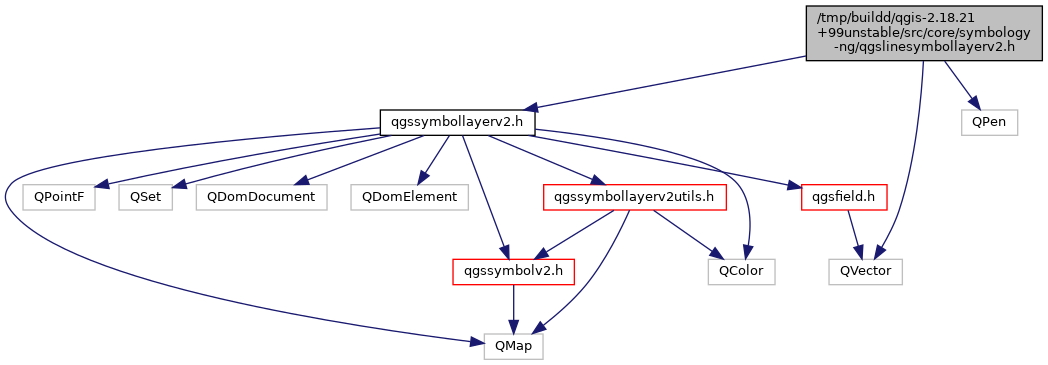 /tmp/buildd/qgis-2.18.21
+99unstable/src/core/symbology
-ng/qgslinesymbollayerv2.h
qgssymbollayerv2.h
QPen
QPointF
QSet
QDomDocument
QDomElement
qgssymbollayerv2utils.h
qgsfield.h
qgssymbolv2.h
QColor
QVector
QMap